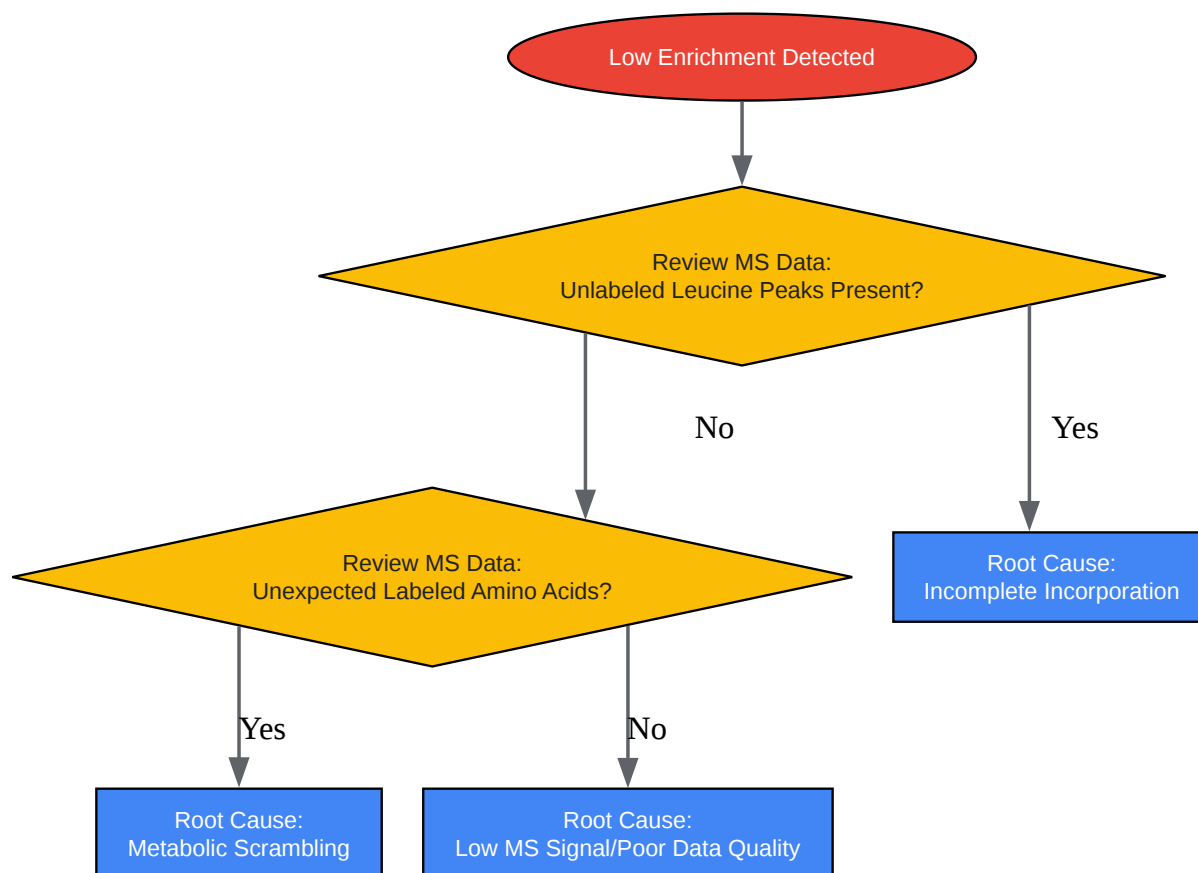 Low Enrichment Detected
Review MS Data:
Unlabeled Leucine Peaks Present?
No
Yes
Review MS Data:
Unexpected Labeled Amino Acids?
Root Cause:
Incomplete Incorporation
Yes
No
Root Cause:
Metabolic Scrambling
Root Cause:
Low MS Signal/Poor Data Quality